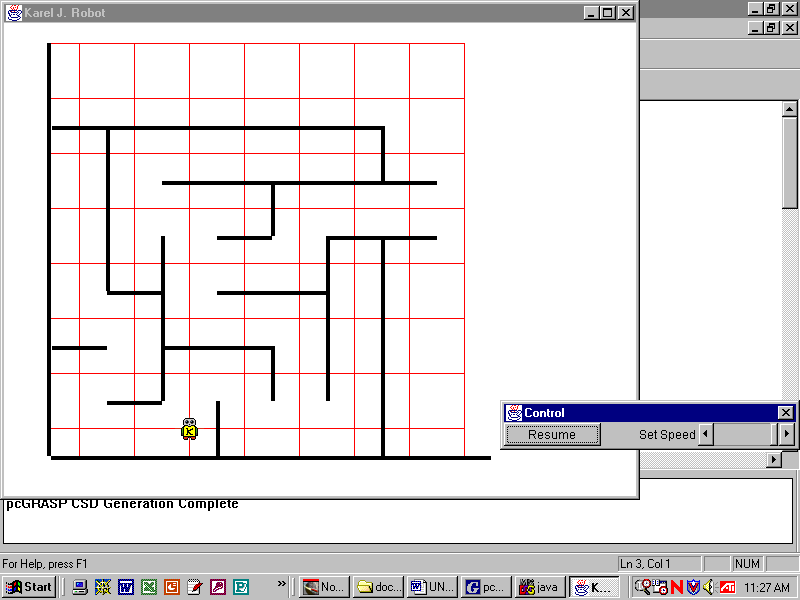 Karel J. Robot
K
Control
Resume
Set Speed
pcGRASP CSD Generation Complete
For Help, press F1
Ln 3, Col 1
NUM
Start
»
No...
doc...
UN...
pc...
java
K...
11:27 AM